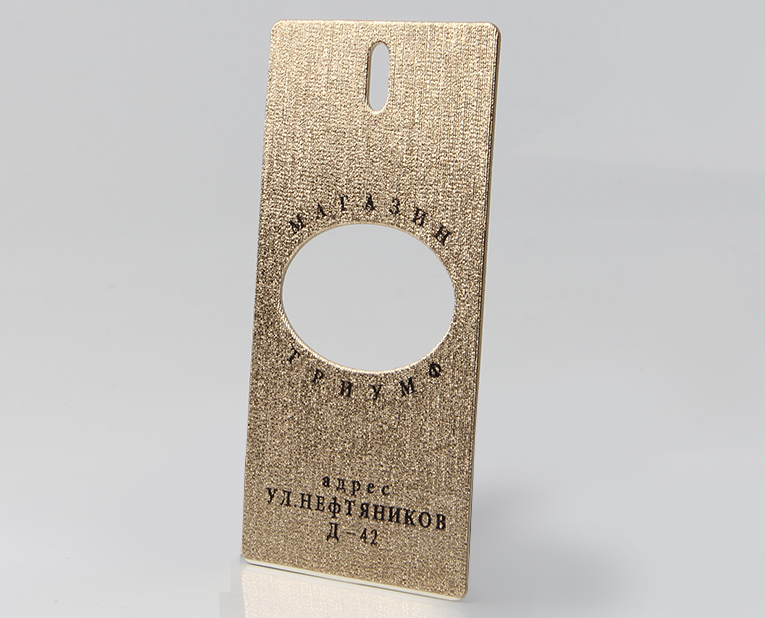 МАГАЗИН
ТРИУМФ
адрес
УЛ.НЕфТЯНИКОВ
Д-42